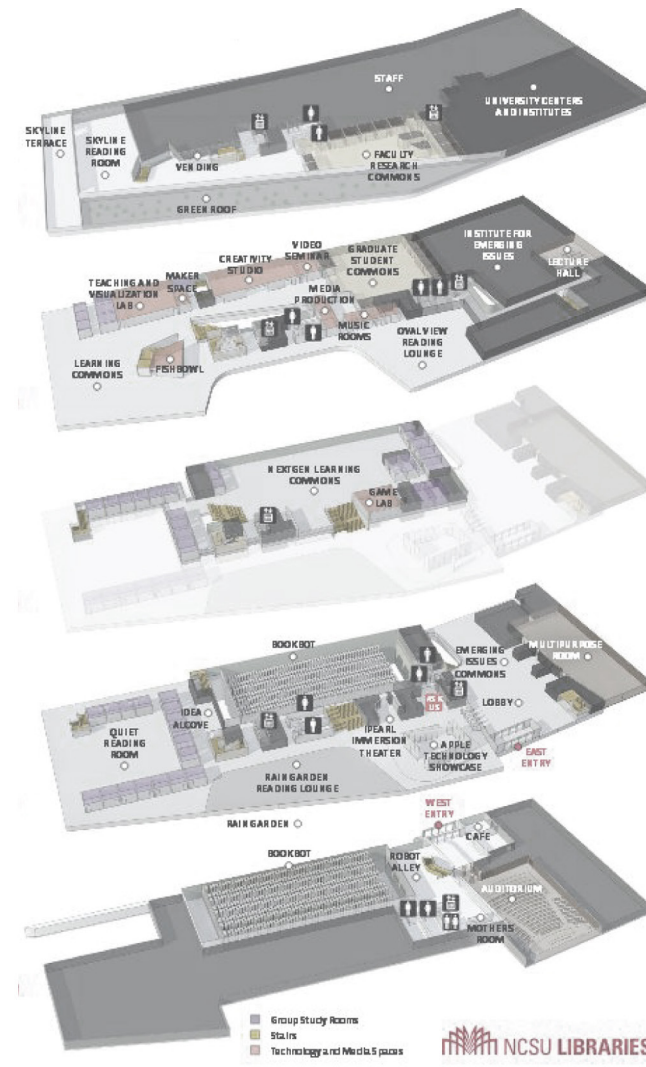 STAFF
UNIVERSITY CENTERS
AND INSTITUTES
SKYLINE
TERRACE
SKYLINE
READING
ROOM
VENDING
FACULTY
RESEARCH
COMMONS
GREEN ROOF
INSTITUTE FOR
EMERGING
ISSUES
LECTURE
HALL
VIDEO
SEMINAR
GRADUATE
STUDENT
COMMONS
CREATIVITY
STUDIO
MAKER
SPACE
TEACHING AND
VISUALIZATION
LAB
MEDIA
PRODUCTION
MUSIC
ROOMS
OVAL VIEW
READING
LOUNGE
LEARNING
COMMONS
FISHBOWL
NEXTGEN LEARNING
COMMONS
GAME
LAB
BOOKBOT
EMERGING
ISSUES
COMMONS
MULTIPURPOSE
ROOM
ASK
US
LOBBY
IDEA
ALCOVE
QUIET
READING
ROOM
IPEARL
IMMERSION
THEATER
APPLE
TECHNOLOGY
SHOWCASE
EAST
ENTRY
RAIN GARDEN
READING LOUNGE
RAIN GARDEN
WEST
ENTRY
CAFE
BOOKBOT
ROBOT
ALLEY
AUDITORIUM
MOTHERS
ROOM
Group Study Rooms
Stairs
Technology and Media Spaces
NCSU LIBRARIES